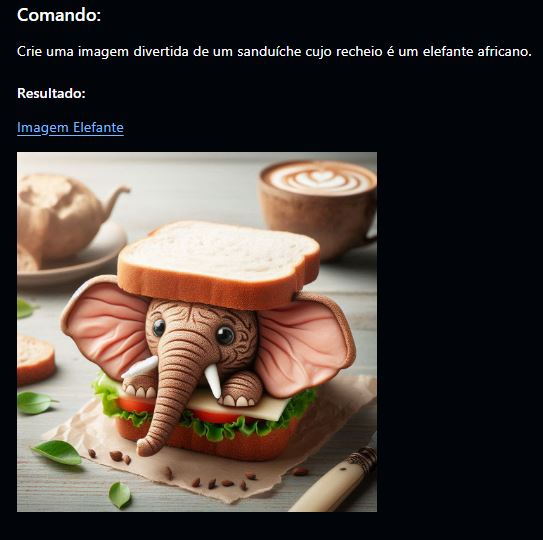 Comando:
Crie uma imagem divertida de um sanduíche cujo recheio é um elefante africano.
Resultado:
Imagem Elefante